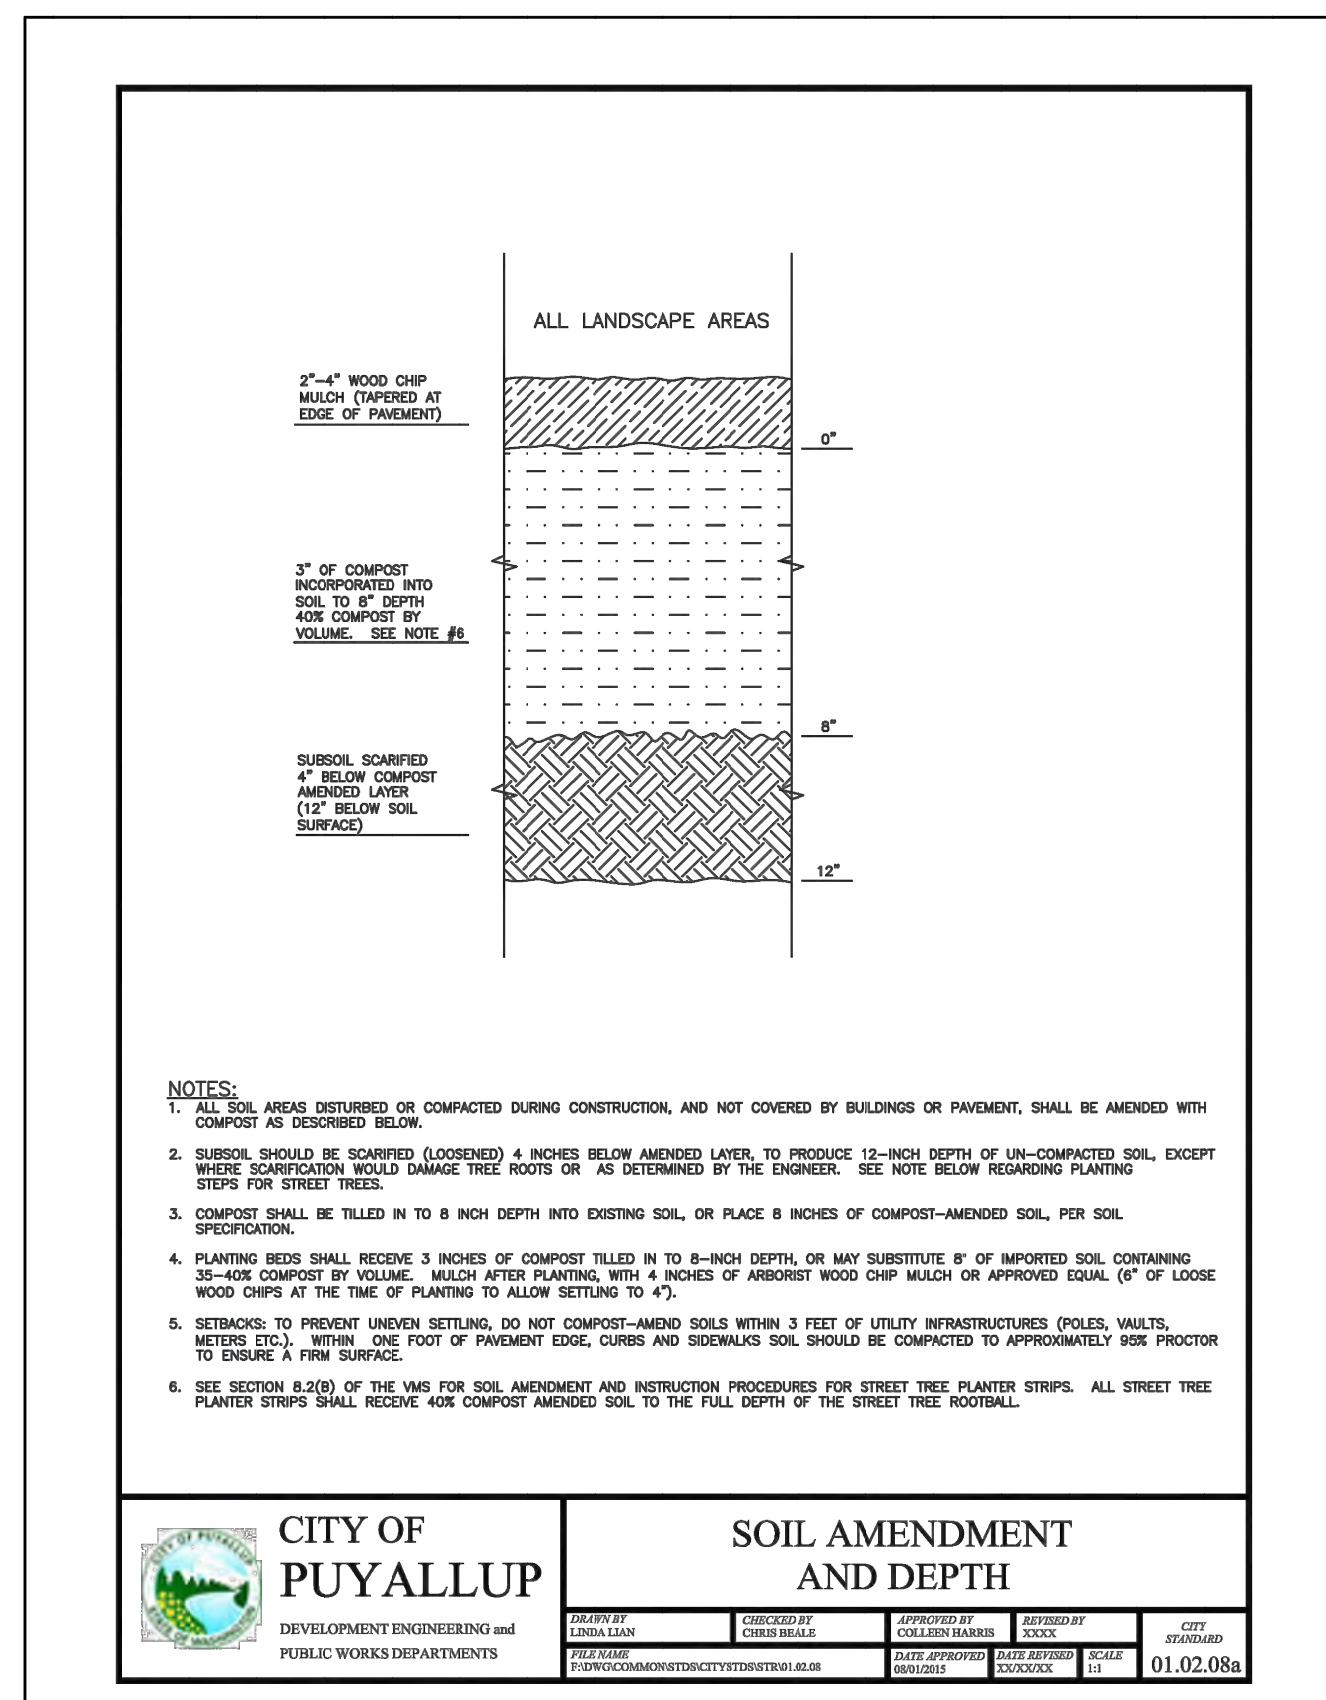 ALL LANDSCAPE AREAS
2"-4" WOOD CHIP
MULCH (TAPERED AT
EDGE OF PAVEMENT)
0"
3" OF COMPOST
INCORPORATED INTO
SOIL TO 8" DEPTH
40% COMPOST BY
VOLUME. SEE NOTE #6
8"
SUBSOIL SCARIFIED
4" BELOW COMPOST
AMENDED LAYER
(12" BELOW SOIL
SURFACE)
12"
NOTES:
1. ALL SOIL AREAS DISTURBED OR COMPACTED DURING CONSTRUCTION, AND NOT COVERED BY BUILDINGS OR PAVEMENT, SHALL BE AMENDED WITH
COMPOST AS DESCRIBED BELOW.
2. SUBSOIL SHOULD BE SCARIFIED (LOOSENED) 4 INCHES BELOW AMENDED LAYER, TO PRODUCE 12-INCH DEPTH OF UN-COMPACTED SOIL, EXCEPT
WHERE SCARIFICATION WOULD DAMAGE TREE ROOTS OR AS DETERMINED BY THE ENGINEER. SEE NOTE BELOW REGARDING PLANTING
STEPS FOR STREET TREES.
3. COMPOST SHALL BE TILLED IN TO 8 INCH DEPTH INTO EXISTING SOIL, OR PLACE 8 INCHES OF COMPOST-AMENDED SOIL, PER SOIL
SPECIFICATION.
4. PLANTING BEDS SHALL RECEIVE 3 INCHES OF COMPOST TILLED IN TO 8-INCH DEPTH, OR MAY SUBSTITUTE 8" OF IMPORTED SOIL CONTAINING
35-40% COMPOST BY VOLUME. MULCH AFTER PLANTING, WITH 4 INCHES OF ARBORIST WOOD CHIP MULCH OR APPROVED EQUAL (6" OF LOOSE
WOOD CHIPS AT THE TIME OF PLANTING TO ALLOW SETTLING TO 4").
5. SETBACKS: TO PREVENT UNEVEN SETTLING, DO NOT COMPOST-AMEND SOILS WITHIN 3 FEET OF UTILITY INFRASTRUCTURES (POLES, VAULTS,
METERS ETC.). WITHIN ONE FOOT OF PAVEMENT EDGE, CURBS AND SIDEWALKS SOIL SHOULD BE COMPACTED TO APPROXIMATELY 95% PROCTOR
TO ENSURE A FIRM SURFACE.
6. SEE SECTION 8.2(B) OF THE VMS FOR SOIL AMENDMENT AND INSTRUCTION PROCEDURES FOR STREET TREE PLANTER STRIPS. ALL STREET TREE
PLANTER STRIPS SHALL RECEIVE 40% COMPOST AMENDED SOIL TO THE FULL DEPTH OF THE STREET TREE ROOTBALL.
CITY OF PUYALLUP
STATE OF WASHINGTON
CITY OF
PUYALLUP
DEVELOPMENT ENGINEERING and
PUBLIC WORKS DEPARTMENTS
SOIL AMENDMENT
AND DEPTH
DRAWN BY
LINDA LIAN
CHECKED BY
CHRIS BEALE
APPROVED BY
COLLEEN HARRIS
REVISED BY
XXXX
FILE NAME
F:\DWG\COMMON\STDS\CITYSTDS\STR\01.02.08
DATE APPROVED
08/01/2015
DATE REVISED
XX/XX/XX
SCALE
1:1
CITY
STANDARD
01.02.08a